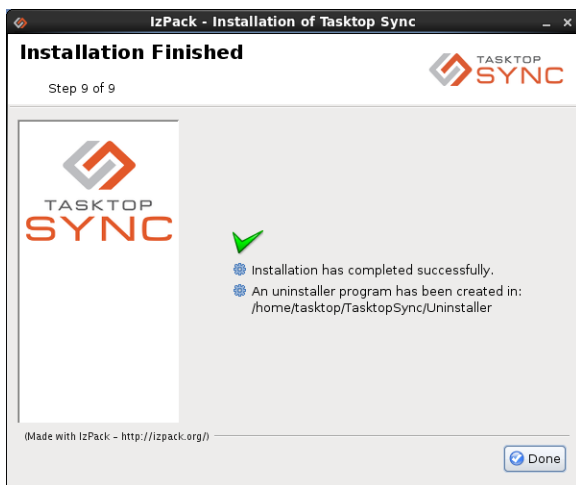 IzPack - Installation of Tasktop Sync
Installation Finished
Step 9 of 9
TASKTOP
SYNC
TASKTOP
SYNC
Installation has completed successfully.
An uninstaller program has been created in:
/home/tasktop/TasktopSync/Uninstaller
(Made with IzPack - http://izpack.org/)
Done